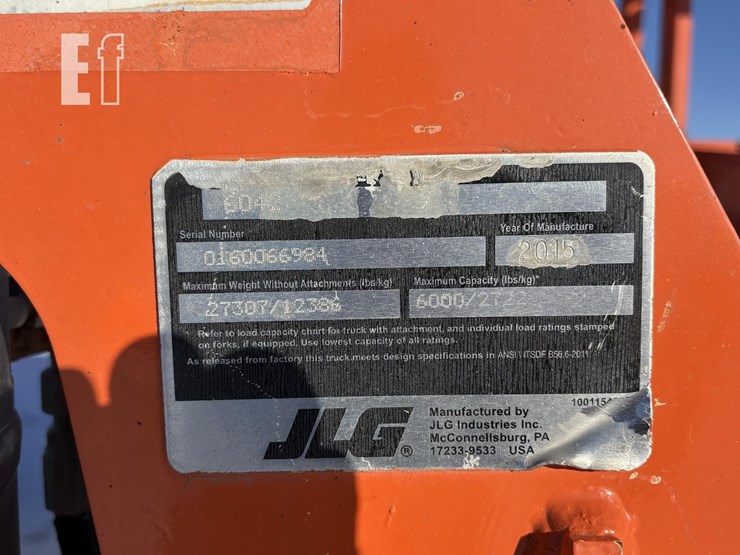 Ef
6042
Serial Number
0160066984
Year Of Manufacture
2015
Maximum Weight Without Attachments (lbs/kg)
27307/12386
Maximum Capacity (lbs/kg)*
6000/2722
* Refer to load capacity chart for truck with attachment, and individual load ratings stamped
on forks, if equipped. Use lowest capacity of all ratings.
As released from factory this truck meets design specifications in ANSI \ ITSDF B56.6-2011.
JLG®
Manufactured by
JLG Industries Inc.
McConnellsburg, PA
17233-9533 USA